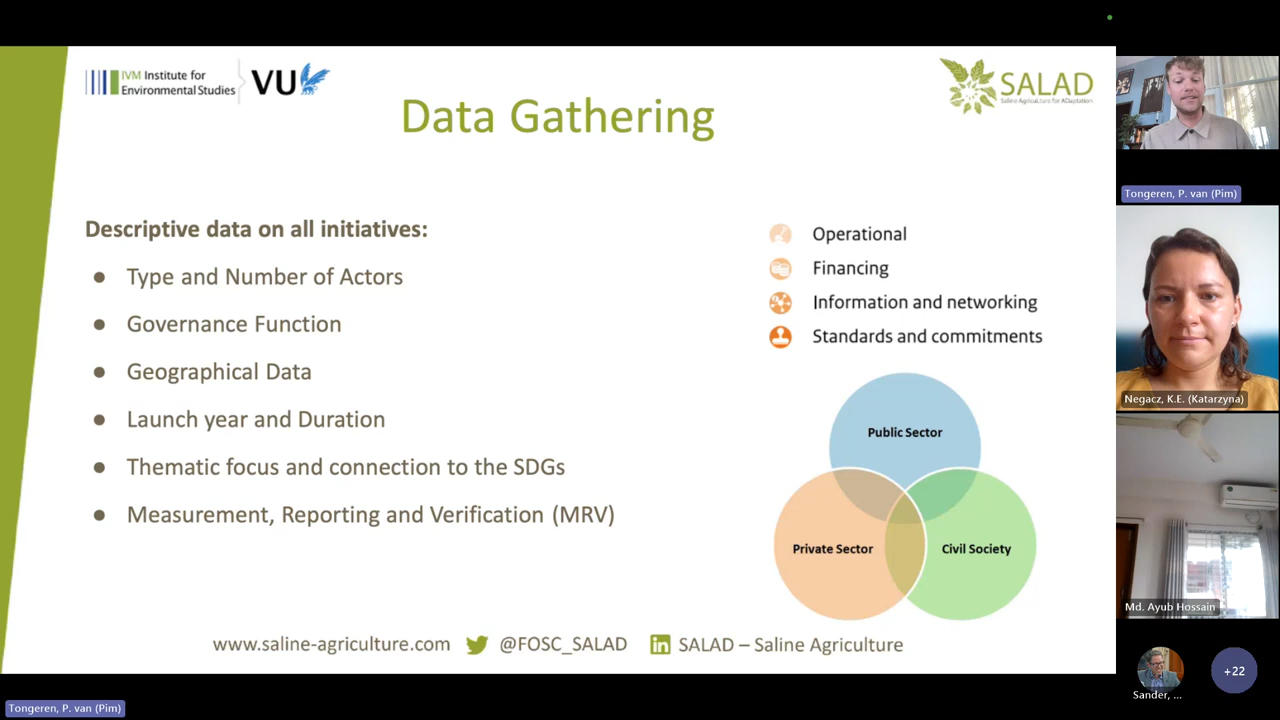 IVM Institute for
Environmental Studies
VU
SALAD
Saline Agriculture for ADaptation
Data Gathering
Descriptive data on all initiatives:
● Type and Number of Actors
● Governance Function
● Geographical Data
● Launch year and Duration
● Thematic focus and connection to the SDGs
● Measurement, Reporting and Verification (MRV)
Operational
Financing
Information and networking
Standards and commitments
Public Sector
Private Sector
Civil Society
www.saline-agriculture.com
@FOSC_SALAD
in SALAD – Saline Agriculture
Tongeren, P. van (Pim)
Negacz, K.E. (Katarzyna)
Md. Ayub Hossain
Sander, ...
+22
Tongeren, P. van (Pim)